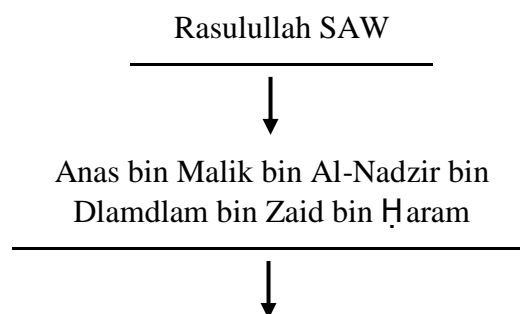 Rasulullah SAW
Anas bin Malik bin Al-Nadzir bin
Dlamdlam bin Zaid bin Ḥaram